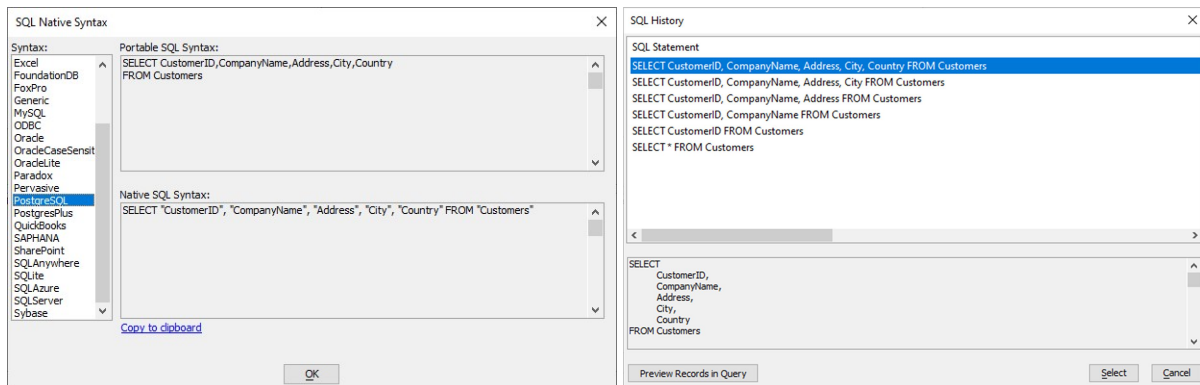 SQL Native Syntax
Syntax:
Excel
FoundationDB
FoxPro
Generic
MySQL
ODBC
Oracle
OracleCaseSensit
OracleLite
Paradox
Pervasive
PostgreSQL
PostgresPlus
QuickBooks
SAPHANA
SharePoint
SQLAnywhere
SQLite
SQLAzure
SQLServer
Sybase
Portable SQL Syntax:
SELECT CustomerID,CompanyName,Address,City,Country
FROM Customers
Native SQL Syntax:
SELECT "CustomerID", "CompanyName", "Address", "City", "Country" FROM "Customers"
Copy to clipboard
OK
SQL History
SQL Statement
SELECT CustomerID, CompanyName, Address, City, Country FROM Customers
SELECT CustomerID, CompanyName, Address, City FROM Customers
SELECT CustomerID, CompanyName, Address FROM Customers
SELECT CustomerID, CompanyName FROM Customers
SELECT CustomerID FROM Customers
SELECT * FROM Customers
SELECT
CustomerID,
CompanyName,
Address,
City,
Country
FROM Customers
Preview Records in Query
Select
Cancel